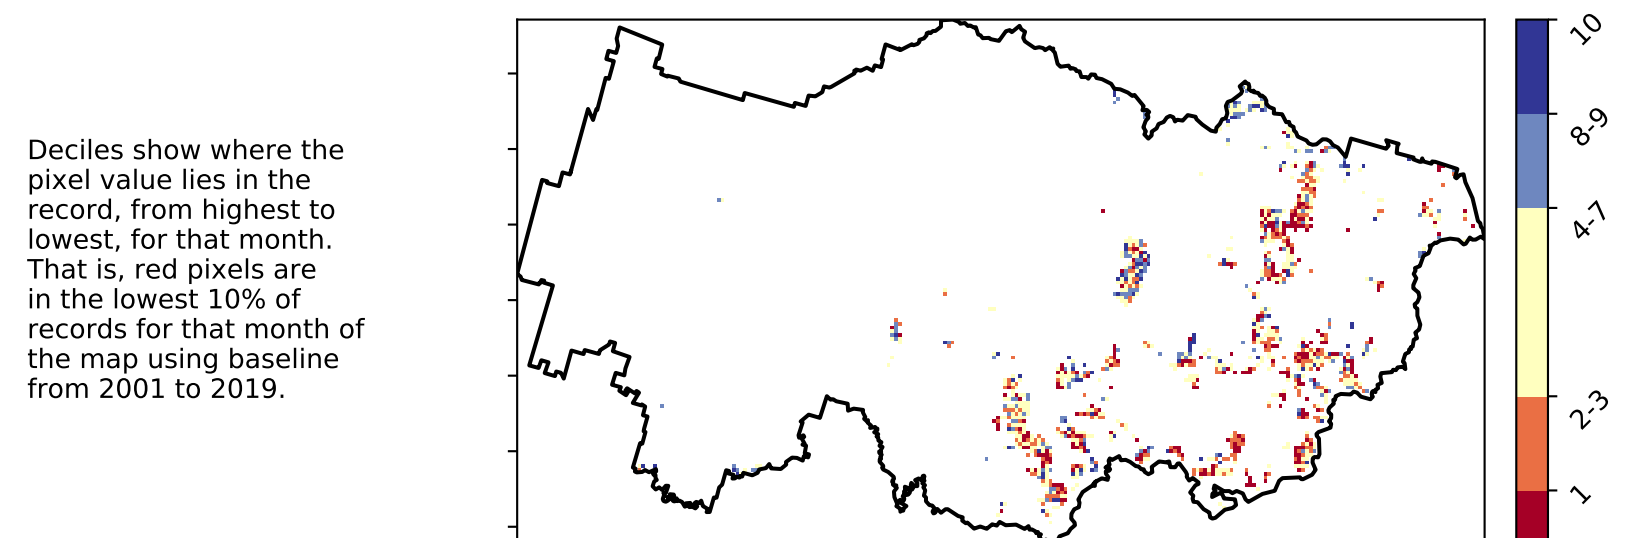 Deciles show where the
pixel value lies in the
record, from highest to
lowest, for that month.
That is, red pixels are
in the lowest 10% of
records for that month of
the map using baseline
from 2001 to 2019.
10
8-9
4-7
2-3
1